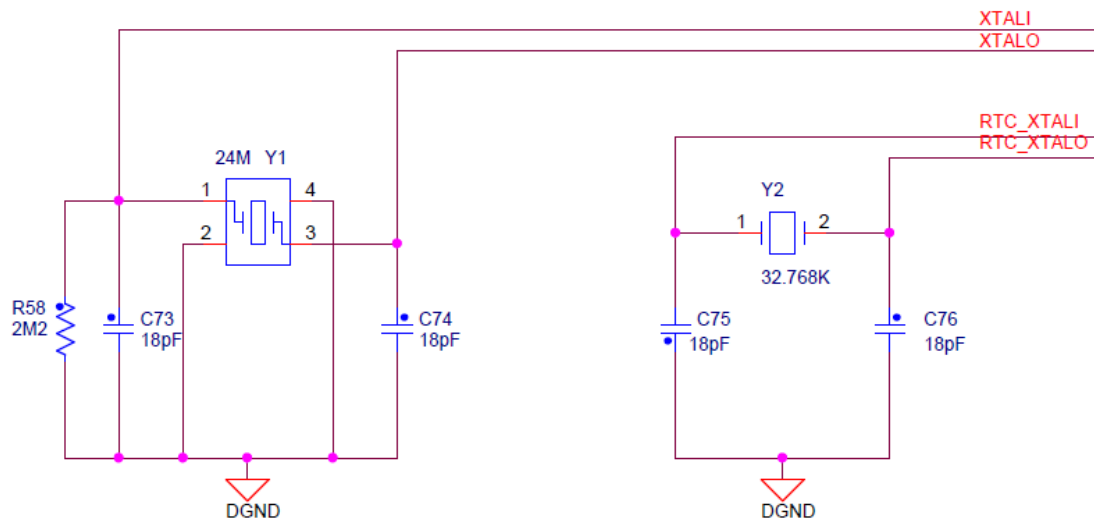 XTALI
XTALO
RTC_XTALI
RTC_XTALO
24M Y1
1 4
2 3
Y2
1 2
32.768K
R58
2M2
C73
18pF
C74
18pF
C75
18pF
C76
18pF
DGND
DGND